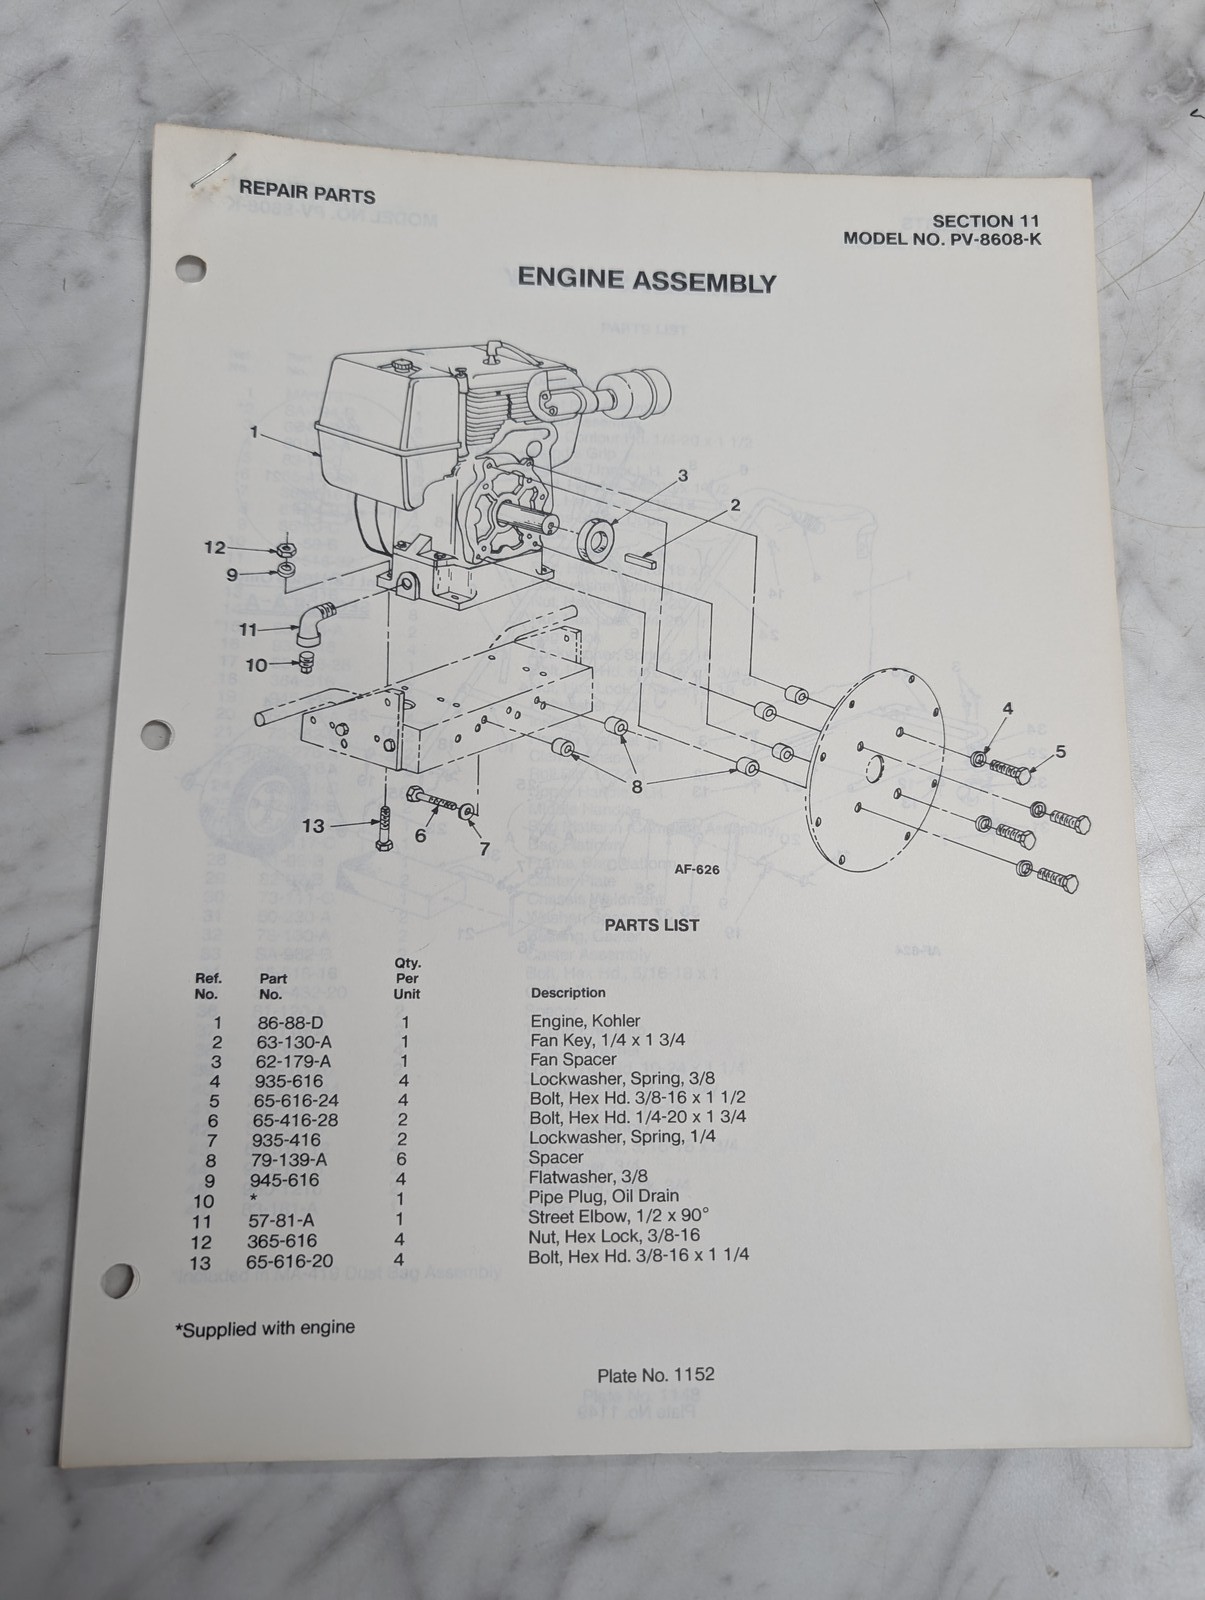 REPAIR PARTS
SECTION 11
MODEL NO. PV-8608-K
ENGINE ASSEMBLY
1
3
2
12
9
11
10
4
5
8
13
6
7
AF-626
PARTS LIST
Ref. No. Part No. Qty. Per Unit Description
1 86-88-D 1 Engine, Kohler
2 63-130-A 1 Fan Key, 1/4 x 1 3/4
3 62-179-A 1 Fan Spacer
4 935-616 4 Lockwasher, Spring, 3/8
5 65-616-24 4 Bolt, Hex Hd. 3/8-16 x 1 1/2
6 65-416-28 2 Bolt, Hex Hd. 1/4-20 x 1 3/4
7 935-416 2 Lockwasher, Spring, 1/4
8 79-139-A 6 Spacer
9 945-616 4 Flatwasher, 3/8
10 * 1 Pipe Plug, Oil Drain
11 57-81-A 1 Street Elbow, 1/2 x 90°
12 365-616 4 Nut, Hex Lock, 3/8-16
13 65-616-20 4 Bolt, Hex Hd. 3/8-16 x 1 1/4
*Supplied with engine
Plate No. 1152